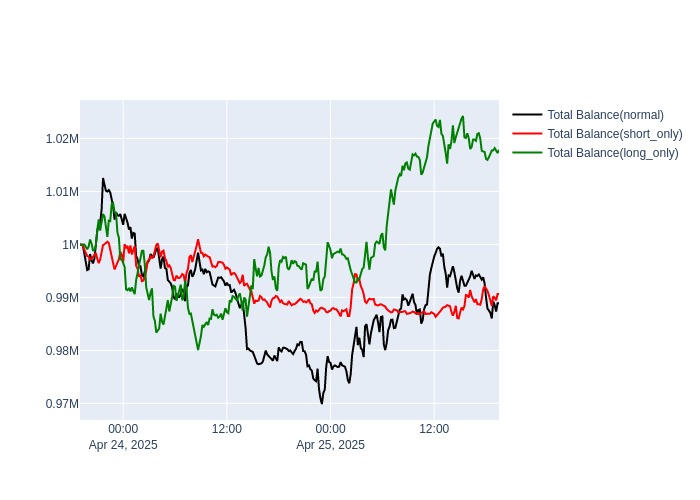 Total Balance(normal)
Total Balance(short_only)
Total Balance(long_only)
1.02M
1.01M
1M
0.99M
0.98M
0.97M
00:00 12:00 00:00 12:00
Apr 24, 2025 Apr 25, 2025